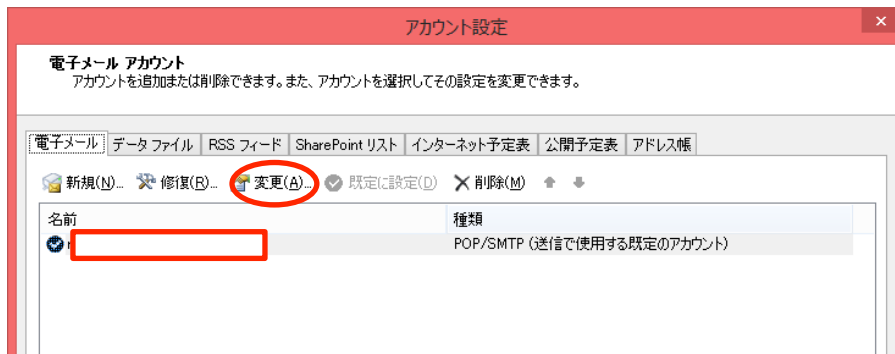 アカウント設定
×
電子メール アカウント
アカウントを追加または削除できます。また、アカウントを選択してその設定を変更できます。
電子メール データ ファイル RSS フィード SharePoint リスト インターネット予定表 公開予定表 アドレス帳
新規(N)... 修復(R)... 変更(A)... 既定に設定(D) 削除(M)
名前 種類
POP/SMTP (送信で使用する既定のアカウント)